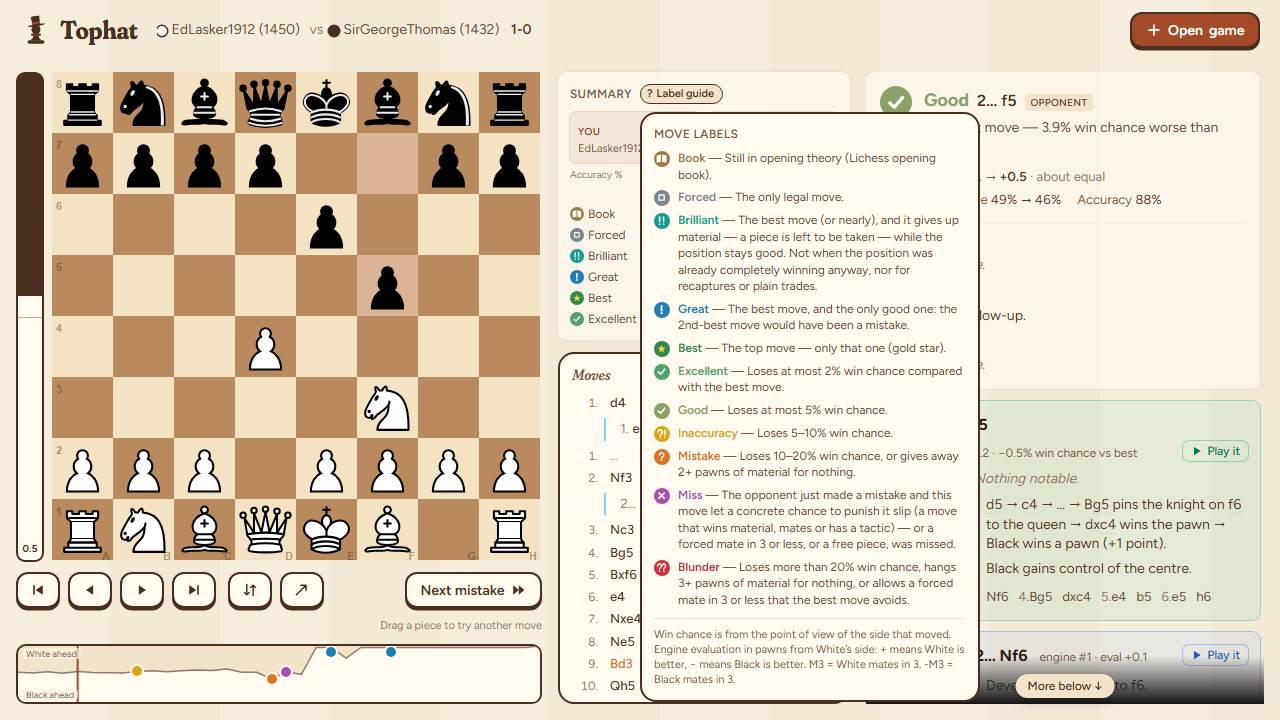 Tophat
EdLasker1912 (1450) vs SirGeorgeThomas (1432) 1-0
Open game
8
7
6
5
4
3
2
1
A B C D E F G H
0.5
Next mistake
Drag a piece to try another move
White ahead
Black ahead
SUMMARY
? Label guide
YOU
EdLasker1912
Accuracy %
Book
Forced
Brilliant
Great
Best
Excellent
Moves
1. d4
1. e
1. ...
2. Nf3
2...
3. Nc3
4. Bg5
5. Bxf6
6. e4
7. Nxe4
8. Ne5
9. Bd3
10. Qh5
MOVE LABELS
Book — Still in opening theory (Lichess opening
book).
Forced — The only legal move.
Brilliant — The best move (or nearly), and it gives up
material — a piece is left to be taken — while the
position stays good. Not when the position was
already completely winning anyway, nor for
recaptures or plain trades.
Great — The best move, and the only good one: the
2nd-best move would have been a mistake.
Best — The top move — only that one (gold star).
Excellent — Loses at most 2% win chance compared
with the best move.
Good — Loses at most 5% win chance.
Inaccuracy — Loses 5–10% win chance.
Mistake — Loses 10–20% win chance, or gives away
2+ pawns of material for nothing.
Miss — The opponent just made a mistake and this
move let a concrete chance to punish it slip (a move
that wins material, mates or has a tactic) — or a
forced mate in 3 or less, or a free piece, was missed.
Blunder — Loses more than 20% win chance, hangs
3+ pawns of material for nothing, or allows a forced
mate in 3 or less that the best move avoids.
Win chance is from the point of view of the side that moved.
Engine evaluation in pawns from White's side: + means White is
better, − means Black is better. M3 = White mates in 3, -M3 =
Black mates in 3.
Good 2... f5 OPPONENT
move — 3.9% win chance worse than
→ +0.5 · about equal
49% → 46% Accuracy 88%
low-up.
5
.2 · −0.5% win chance vs best
Play it
Nothing notable.
d5 → c4 → ... → Bg5 pins the knight on f6
to the queen → dxc4 wins the pawn →
Black wins a pawn (+1 point).
Black gains control of the centre.
Nf6 4.Bg5 dxc4 5.e4 b5 6.e5 h6
2... Nf6 engine #1 · eval +0.1
Play it
Deve
to f6.
More below ↓